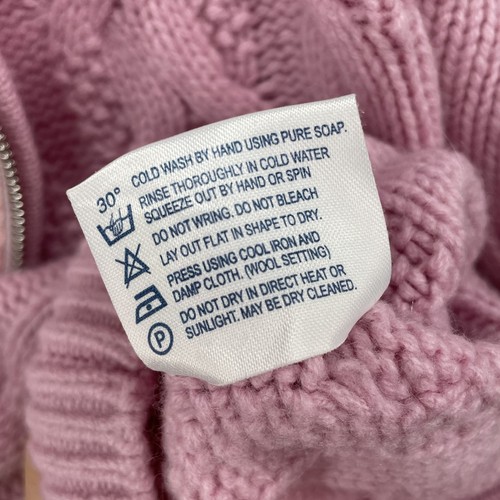 30°
COLD WASH BY HAND USING PURE SOAP.
RINSE THOROUGHLY IN COLD WATER
SQUEEZE OUT BY HAND OR SPIN
DO NOT WRING. DO NOT BLEACH
LAY OUT FLAT IN SHAPE TO DRY.
PRESS USING COOL IRON AND
DAMP CLOTH. (WOOL SETTING)
DO NOT DRY IN DIRECT HEAT OR
SUNLIGHT. MAY BE DRY CLEANED.
P